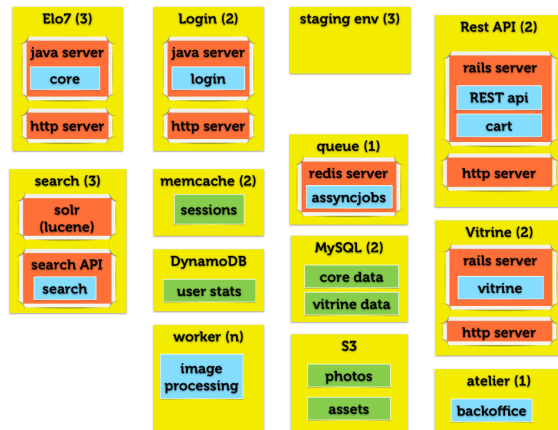 Elo7 (3)
java server
core
http server
Login (2)
java server
login
http server
staging env (3)
Rest API (2)
rails server
REST api
cart
http server
search (3)
solr
(lucene)
search API
search
memcache (2)
sessions
queue (1)
redis server
assyncjobs
DynamoDB
user stats
MySQL (2)
core data
vitrine data
Vitrine (2)
rails server
vitrine
http server
worker (n)
image
processing
S3
photos
assets
atelier (1)
backoffice